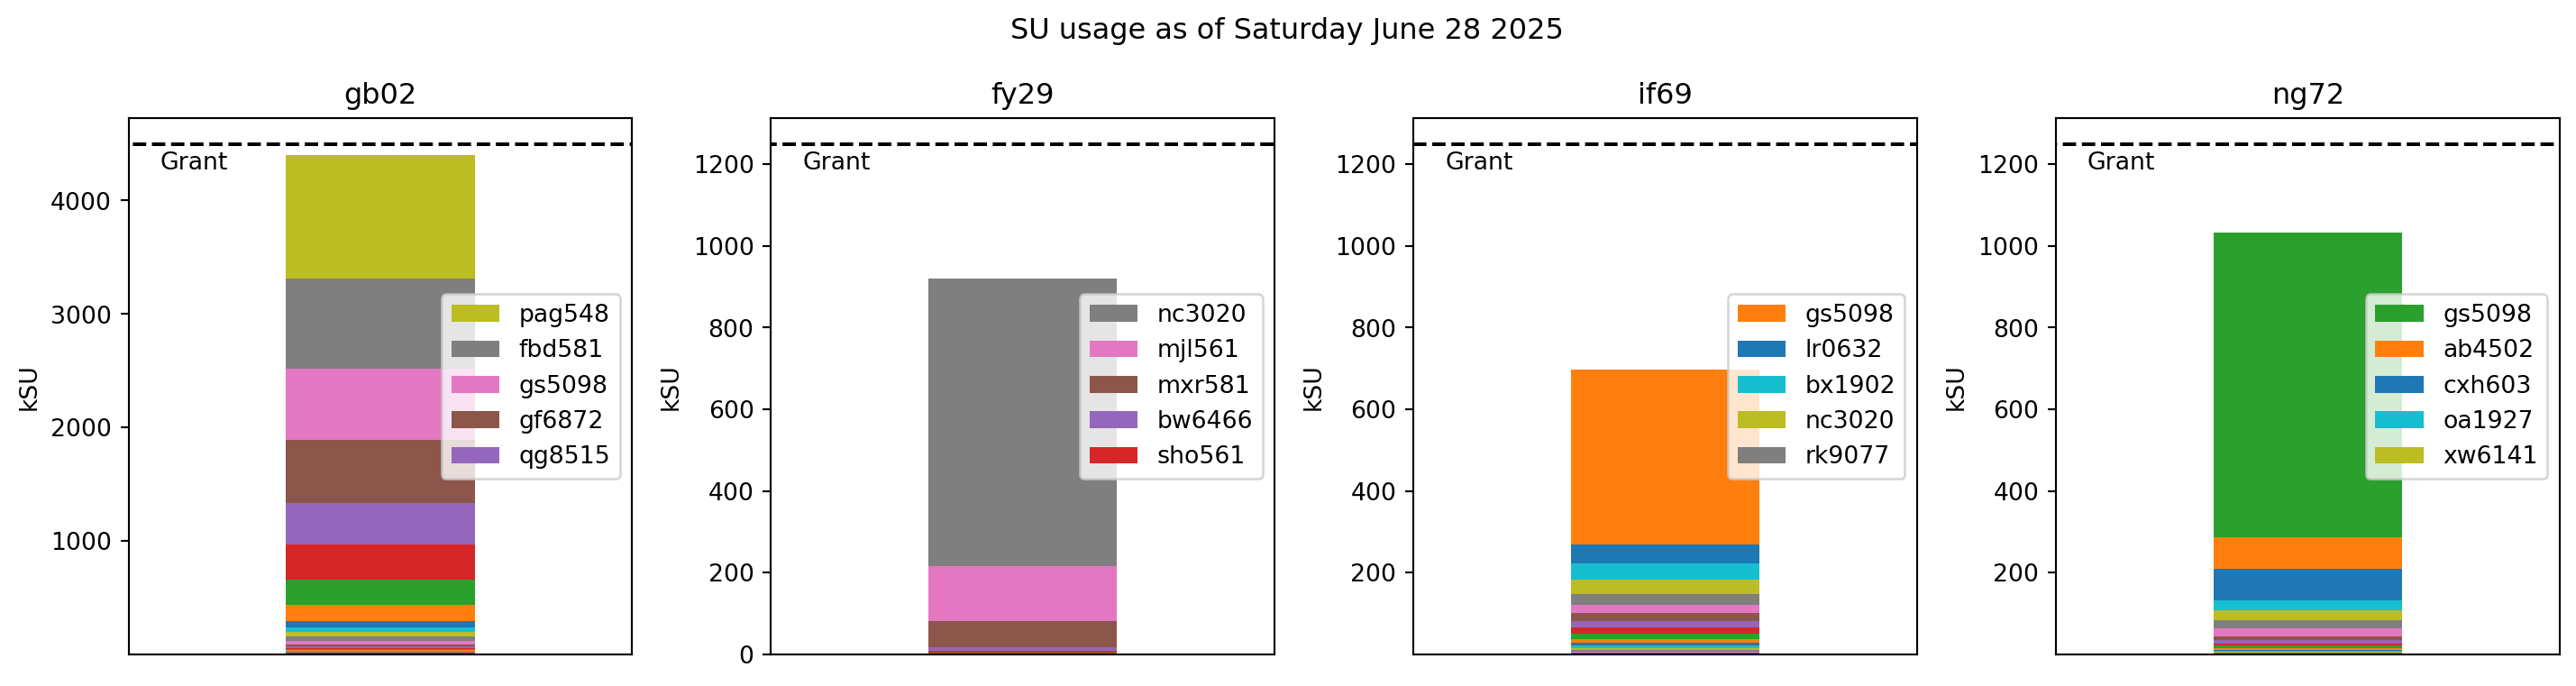 SU usage as of Saturday June 28 2025
gb02
kSU
4000
3000
2000
1000
Grant
pag548
fbd581
gs5098
gf6872
qg8515
fy29
kSU
1200
1000
800
600
400
200
0
Grant
nc3020
mjl561
mxr581
bw6466
sho561
if69
kSU
1200
1000
800
600
400
200
Grant
gs5098
lr0632
bx1902
nc3020
rk9077
ng72
kSU
1200
1000
800
600
400
200
Grant
gs5098
ab4502
cxh603
oa1927
xw6141